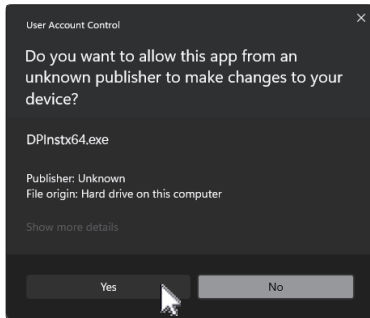 User Account Control
Do you want to allow this app from an
unknown publisher to make changes to your
device?
DPInstx64.exe
Publisher: Unknown
File origin: Hard drive on this computer
Show more details
Yes
No